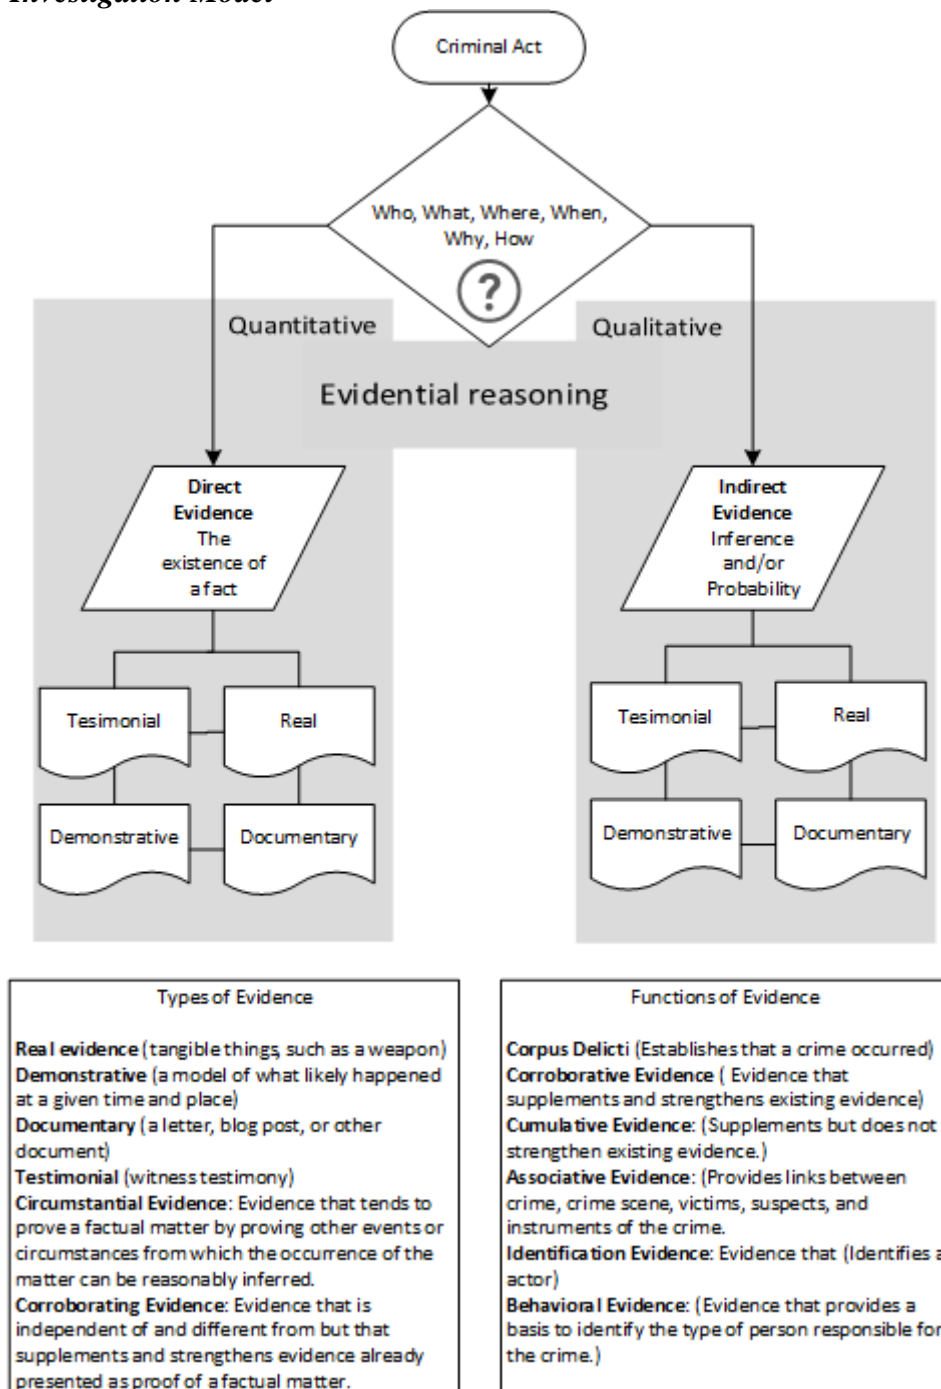 Investigation Model
Criminal Act
Who, What, Where, When,
Why, How
?
Quantitative
Qualitative
Evidential reasoning
Direct
Evidence
The
existence of
a fact
Indirect
Evidence
Inference
and/or
Probability
Tesimonial
Real
Demonstrative
Documentary
Tesimonial
Real
Demonstrative
Documentary
Types of Evidence
Real evidence (tangible things, such as a weapon)
Demonstrative (a model of what likely happened
at a given time and place)
Documentary (a letter, blog post, or other
document)
Testimonial (witness testimony)
Circumstantial Evidence: Evidence that tends to
prove a factual matter by proving other events or
circumstances from which the occurrence of the
matter can be reasonably inferred.
Corroborating Evidence: Evidence that is
independent of and different from but that
supplements and strengthens evidence already
presented as proof of a factual matter.
Functions of Evidence
Corpus Delicti (Establishes that a crime occurred)
Corroborative Evidence ( Evidence that
supplements and strengthens existing evidence)
Cumulative Evidence: (Supplements but does not
strengthen existing evidence.)
Associative Evidence: (Provides links between
crime, crime scene, victims, suspects, and
instruments of the crime.
Identification Evidence: Evidence that (Identifies a
actor)
Behavioral Evidence: (Evidence that provides a
basis to identify the type of person responsible for
the crime.)